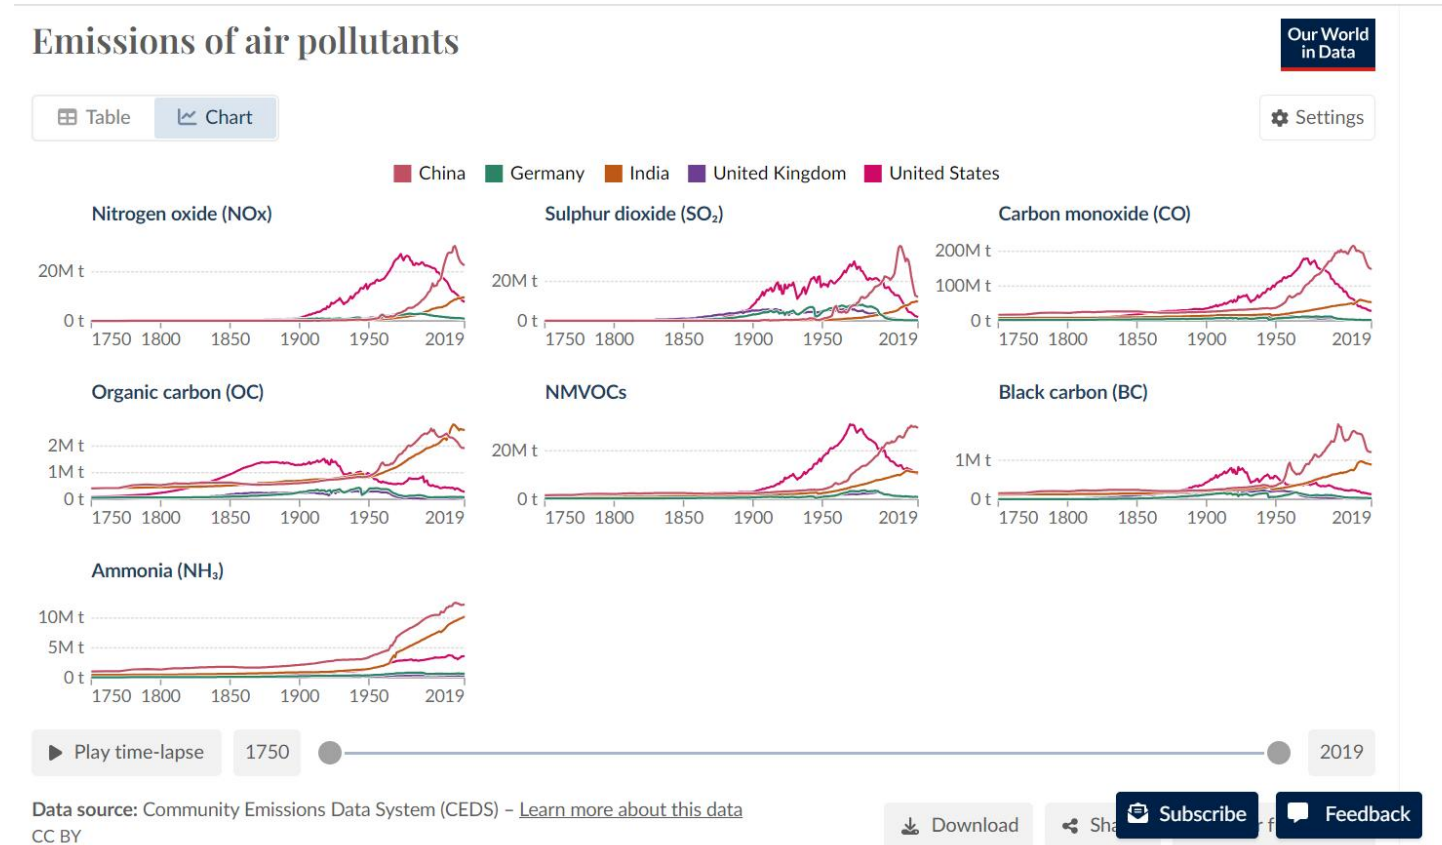 Emissions of air pollutants
Our World
in Data
Table
Chart
Settings
China
Germany
India
United Kingdom
United States
Nitrogen oxide (NOx)
20M t
0 t
1750 1800 1850 1900 1950 2019
Sulphur dioxide (SO₂)
20M t
0 t
1750 1800 1850 1900 1950 2019
Carbon monoxide (CO)
200M t
100M t
0 t
1750 1800 1850 1900 1950 2019
Organic carbon (OC)
2M t
1M t
0 t
1750 1800 1850 1900 1950 2019
NMVOCs
20M t
0 t
1750 1800 1850 1900 1950 2019
Black carbon (BC)
1M t
0 t
1750 1800 1850 1900 1950 2019
Ammonia (NH₃)
10M t
5M t
0 t
1750 1800 1850 1900 1950 2019
Play time-lapse
1750
2019
Data source: Community Emissions Data System (CEDS) – Learn more about this data
CC BY
Download
Subscribe
Feedback